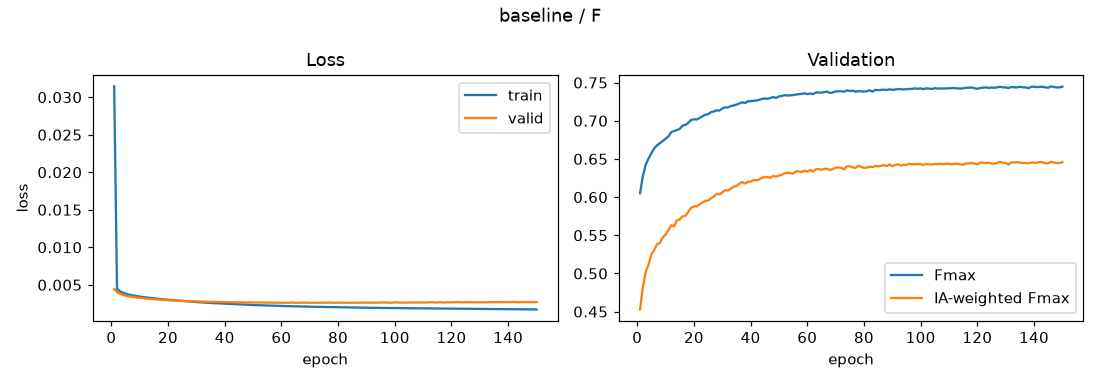 baseline / F
Loss
loss
0.030
0.025
0.020
0.015
0.010
0.005
0 20 40 60 80 100 120 140
epoch
train
valid
Validation
0.75
0.70
0.65
0.60
0.55
0.50
0.45
0 20 40 60 80 100 120 140
epoch
Fmax
IA-weighted Fmax